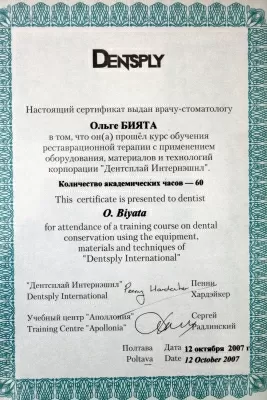 DENTSPLY
Настоящий сертификат выдан врачу-стоматологу
Ольге БИЯТА
в том, что он(а) прошёл курс обучения
реставрационной терапии с применением
оборудования, материалов и технологий
корпорации "Дентсплай Интернэшнл".
Количество академических часов — 60
This certificate is presented to dentist
O. Biyata
for attendance of a training course on dental
conservation using the equipment,
materials and techniques of
"Dentsply International"
"Дентсплай Интернэшнл" Пенни
Dentsply International Хардэйкер
Учебный центр "Аполлония" Сергей
Training Centre "Apollonia" Радлинский
Полтава Дата 12 октября 2007 г.
Poltava Date 12 October 2007